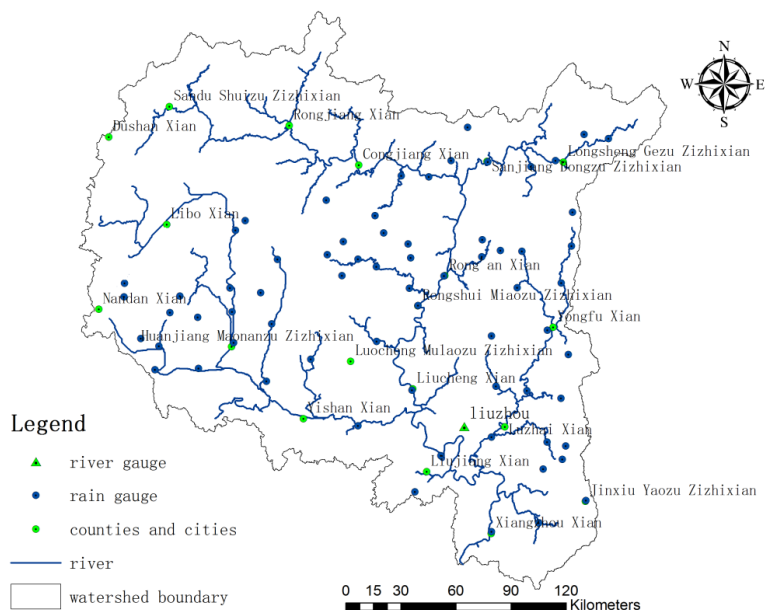 N
W E
S
Sandu Shuizu Zizhixian
Rongjiang Xian
Dushan Xian
Congjiang Xian
Longsheng Gezu Zizhixian
Sanjiang Dongzu Zizhixian
Libo Xian
Rong an Xian
Nandan Xian
Rongshui Miaozu Zizhixian
Yongfu Xian
Huanjiang Maonanzu Zizhixian
Luocheng Mulaozu Zizhixian
Liucheng Xian
Yishan Xian
liuzhou
Luzhai Xian
Liujiang Xian
Jinxiu Yaozu Zizhixian
Xiangzhou Xian
Legend
river gauge
rain gauge
counties and cities
river
watershed boundary
0 15 30 60 90 120
Kilometers